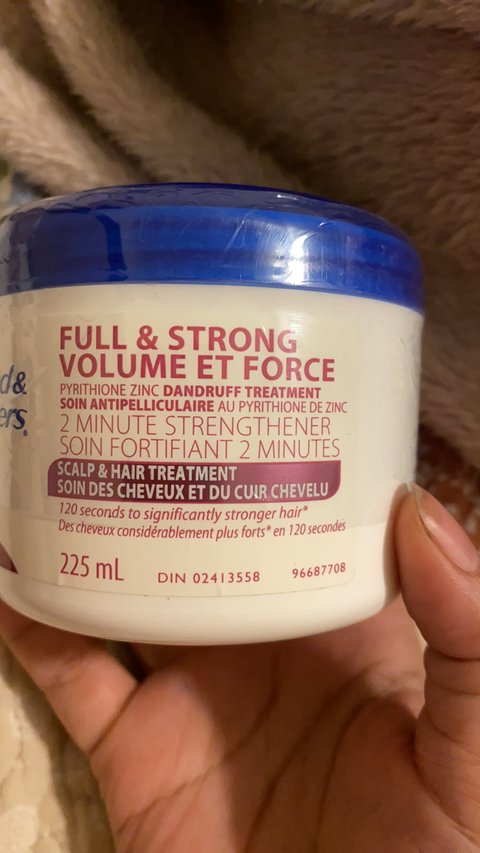 d&
ers
FULL & STRONG
VOLUME ET FORCE
PYRITHIONE ZINC DANDRUFF TREATMENT
SOIN ANTIPELLICULAIRE AU PYRITHIONE DE ZINC
2 MINUTE STRENGTHENER
SOIN FORTIFIANT 2 MINUTES
SCALP & HAIR TREATMENT
SOIN DES CHEVEUX ET DU CUIR CHEVELU
120 seconds to significantly stronger hair*
Des cheveux considérablement plus forts* en 120 secondes
225 mL DIN 02413558 96687708